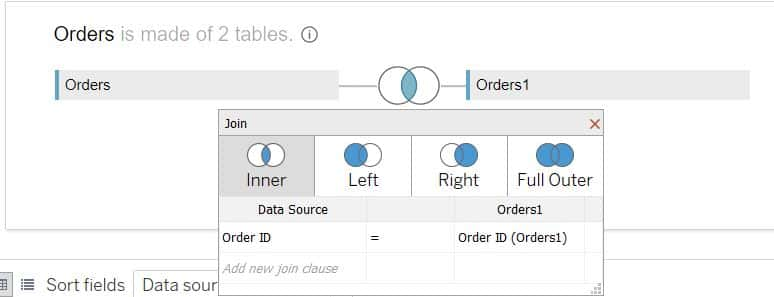 Orders is made of 2 tables.
Orders
Orders1
Join
Inner
Left
Right
Full Outer
Data Source
Orders1
Order ID
=
Order ID (Orders1)
Add new join clause
Sort fields
Data sour